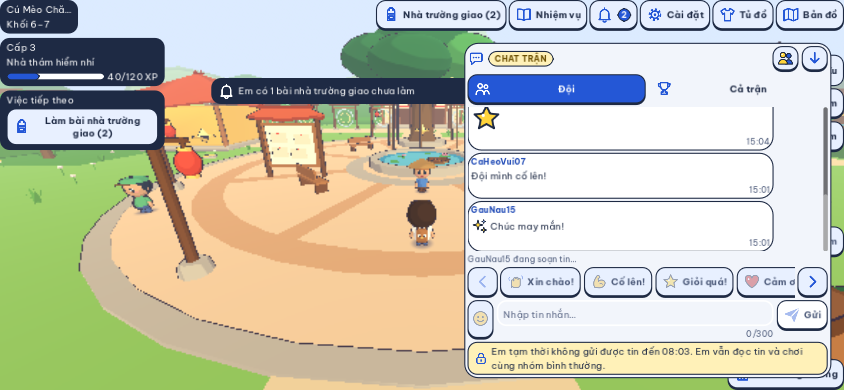 Cú Mèo Chă...
Khối 6-7
Cấp 3
Nhà thám hiểm nhí
40/120 XP
Việc tiếp theo
Làm bài nhà trường
giao (2)
Nhà trường giao (2)
Nhiệm vụ
2
Cài đặt
Tủ đồ
Bản đồ
Em có 1 bài nhà trường giao chưa làm
CHAT TRẬN
Đội
Cả trận
15:04
CaHeoVui07
Đội mình cố lên!
15:01
GauNau15
Chúc may mắn!
15:01
GauNau15 đang soạn tin...
Xin chào!
Cố lên!
Giỏi quá!
Cảm ơ
Nhập tin nhắn...
Gửi
0/300
Em tạm thời không gửi được tin đến 08:03. Em vẫn đọc tin và chơi
cùng nhóm bình thường.